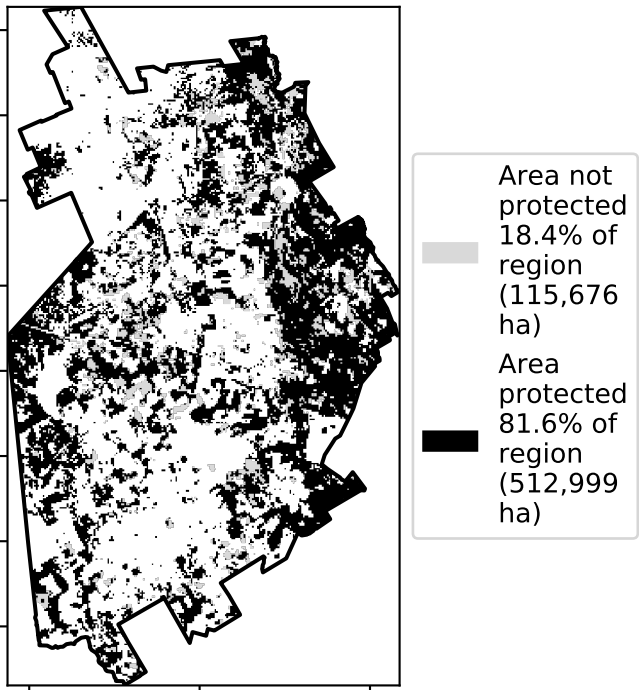 Area not
protected
18.4% of
region
(115,676
ha)
Area
protected
81.6% of
region
(512,999
ha)